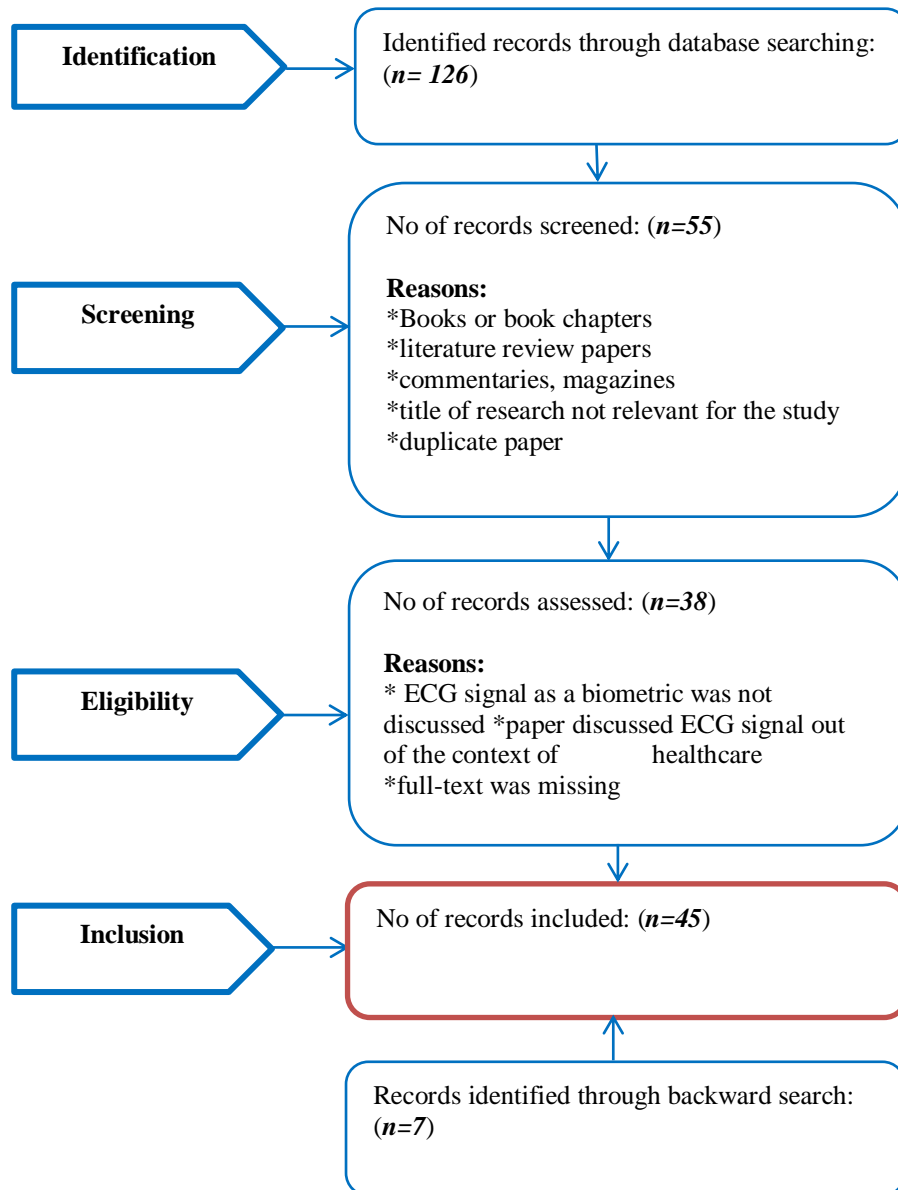 Identification
Identified records through database searching:
(n= 126)
Screening
No of records screened: (n=55)
Reasons:
*Books or book chapters
*literature review papers
*commentaries, magazines
*title of research not relevant for the study
*duplicate paper
Eligibility
No of records assessed: (n=38)
Reasons:
* ECG signal as a biometric was not
discussed *paper discussed ECG signal out
of the context of healthcare
*full-text was missing
Inclusion
No of records included: (n=45)
Records identified through backward search:
(n=7)